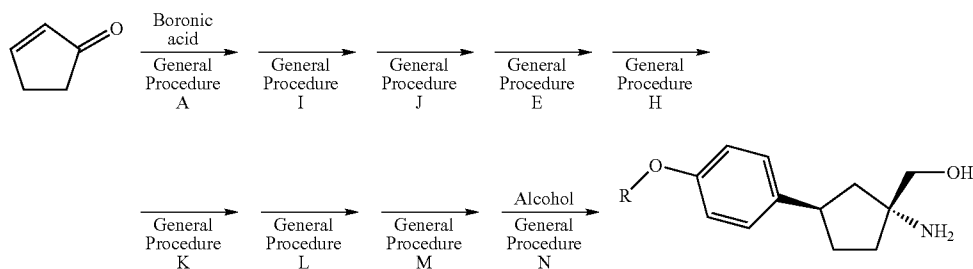 O
Boronic
acid
General
Procedure
A
General
Procedure
I
General
Procedure
J
General
Procedure
E
General
Procedure
H
General
Procedure
K
General
Procedure
L
General
Procedure
M
Alcohol
General
Procedure
N
O
R
OH
NH2